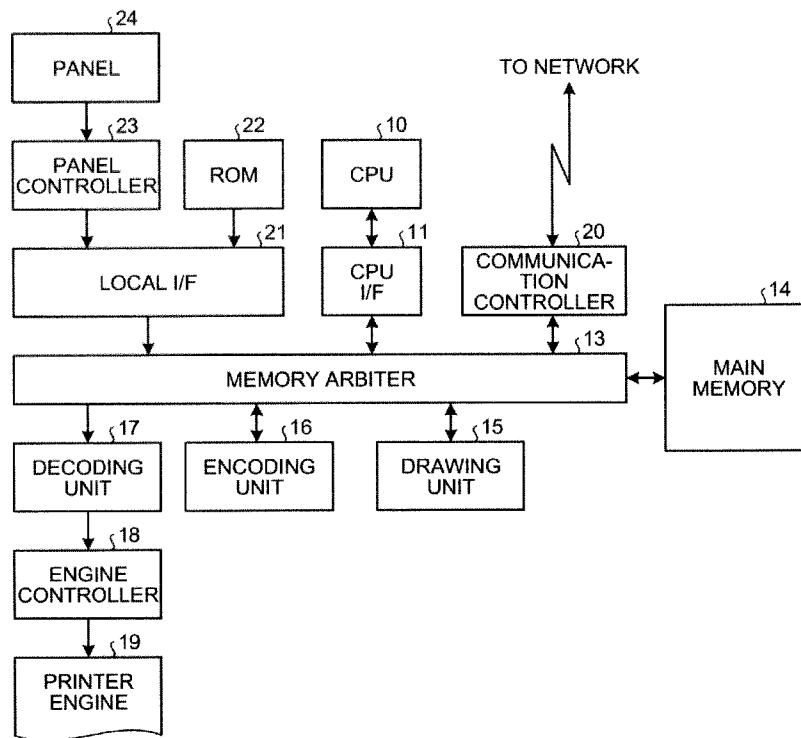 24
PANEL
TO NETWORK
23
PANEL
CONTROLLER
22
ROM
10
CPU
21
LOCAL I/F
11
CPU
I/F
20
COMMUNICA-
TION
CONTROLLER
14
MAIN
MEMORY
13
MEMORY ARBITER
17
DECODING
UNIT
16
ENCODING
UNIT
15
DRAWING
UNIT
18
ENGINE
CONTROLLER
19
PRINTER
ENGINE